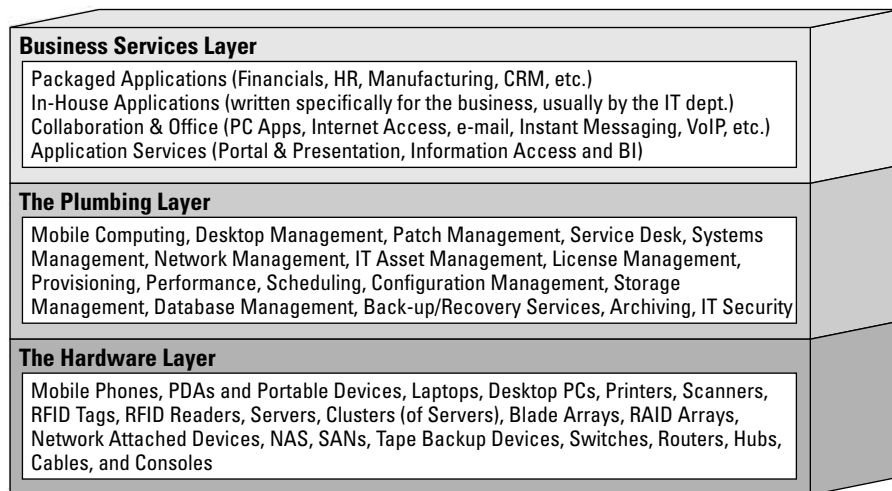 Business Services Layer
Packaged Applications (Financials, HR, Manufacturing, CRM, etc.)
In-House Applications (written specifically for the business, usually by the IT dept.)
Collaboration & Office (PC Apps, Internet Access, e-mail, Instant Messaging, VoIP, etc.)
Application Services (Portal & Presentation, Information Access and BI)
The Plumbing Layer
Mobile Computing, Desktop Management, Patch Management, Service Desk, Systems
Management, Network Management, IT Asset Management, License Management,
Provisioning, Performance, Scheduling, Configuration Management, Storage
Management, Database Management, Back-up/Recovery Services, Archiving, IT Security
The Hardware Layer
Mobile Phones, PDAs and Portable Devices, Laptops, Desktop PCs, Printers, Scanners,
RFID Tags, RFID Readers, Servers, Clusters (of Servers), Blade Arrays, RAID Arrays,
Network Attached Devices, NAS, SANs, Tape Backup Devices, Switches, Routers, Hubs,
Cables, and Consoles